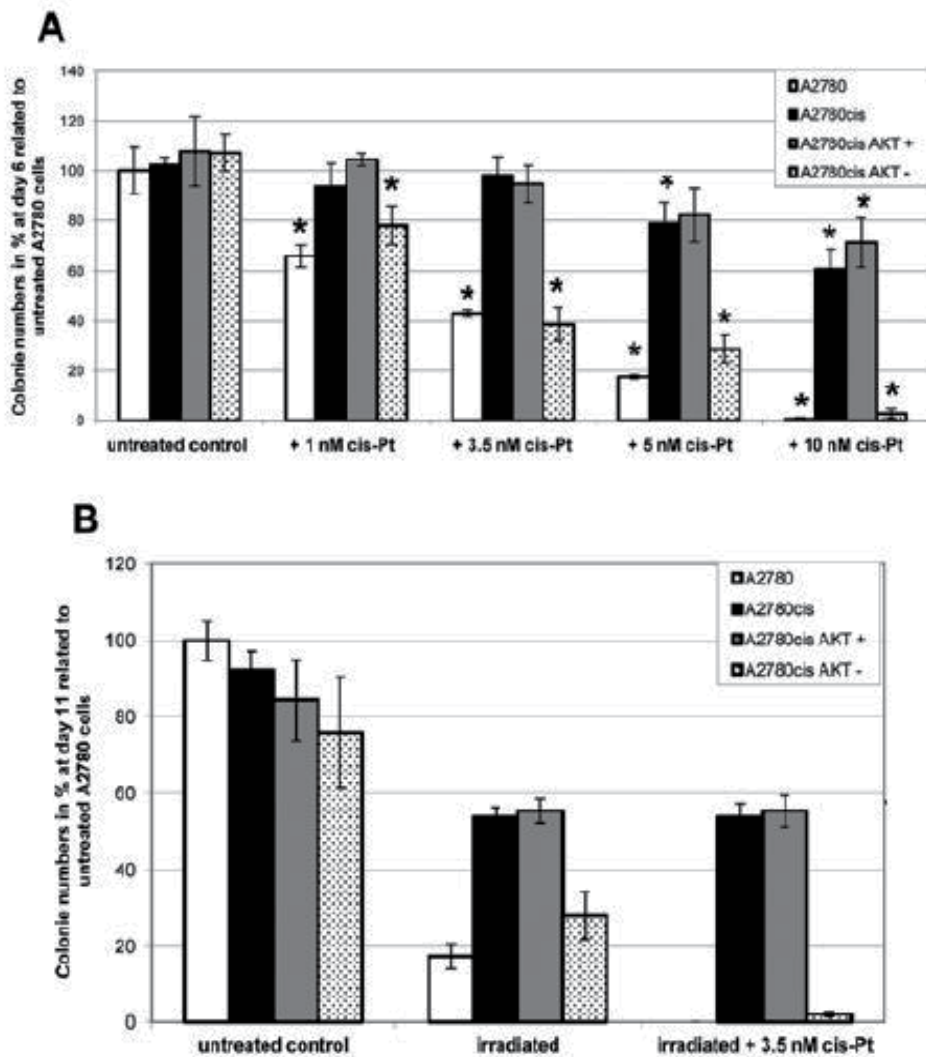 A
Colonie numbers in % at day 6 related to
untreated A2780 cells
140
120
100
80
60
40
20
0
A2780
A2780cis
A2780cis AKT +
A2780cis AKT -
* * * * * * * * * * *
untreated control + 1 nM cis-Pt + 3.5 nM cis-Pt + 5 nM cis-Pt + 10 nM cis-Pt
B
Colonie numbers in % at day 11 related to
untreated A2780 cells
120
100
80
60
40
20
0
A2780
A2780cis
A2780cis AKT +
A2780cis AKT -
untreated control irradiated irradiated + 3.5 nM cis-Pt